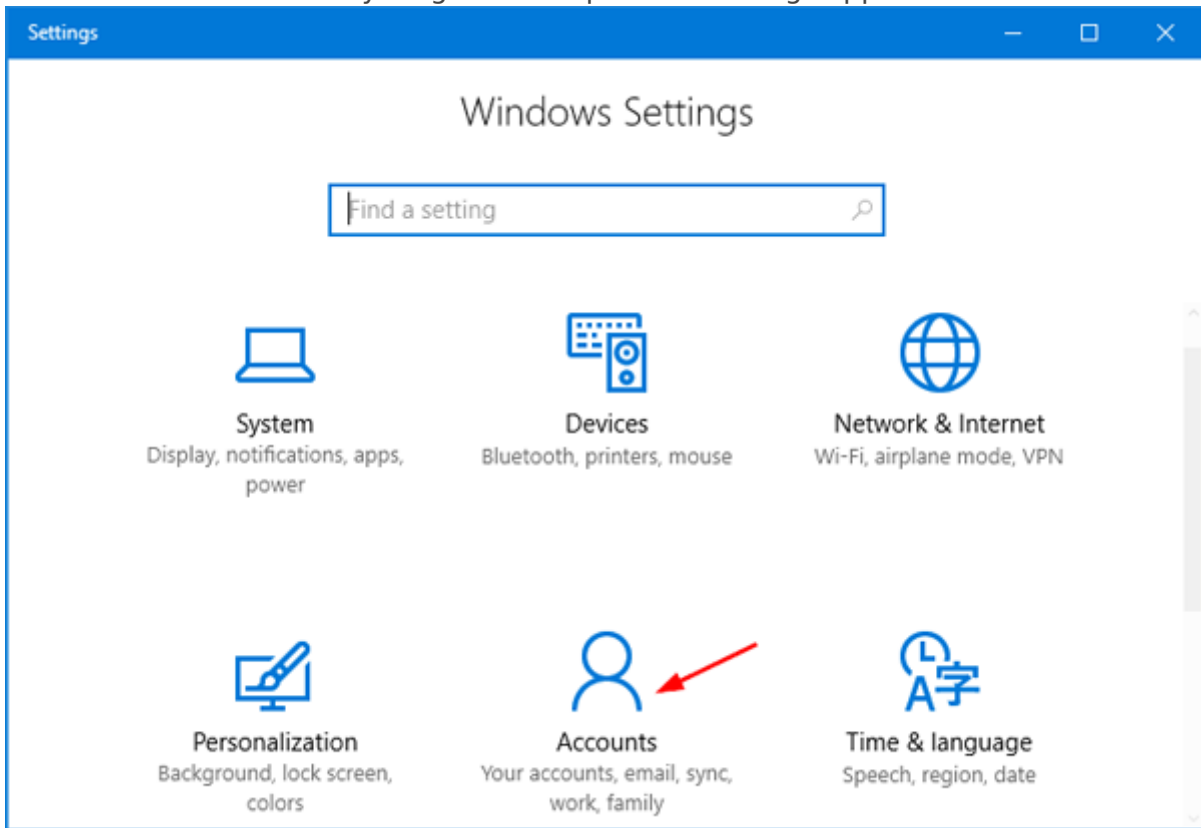 Settings
Windows Settings
Find a setting
System
Display, notifications, apps,
power
Devices
Bluetooth, printers, mouse
Network & Internet
Wi-Fi, airplane mode, VPN
Personalization
Background, lock screen,
colors
Accounts
Your accounts, email, sync,
work, family
A字
Time & language
Speech, region, date